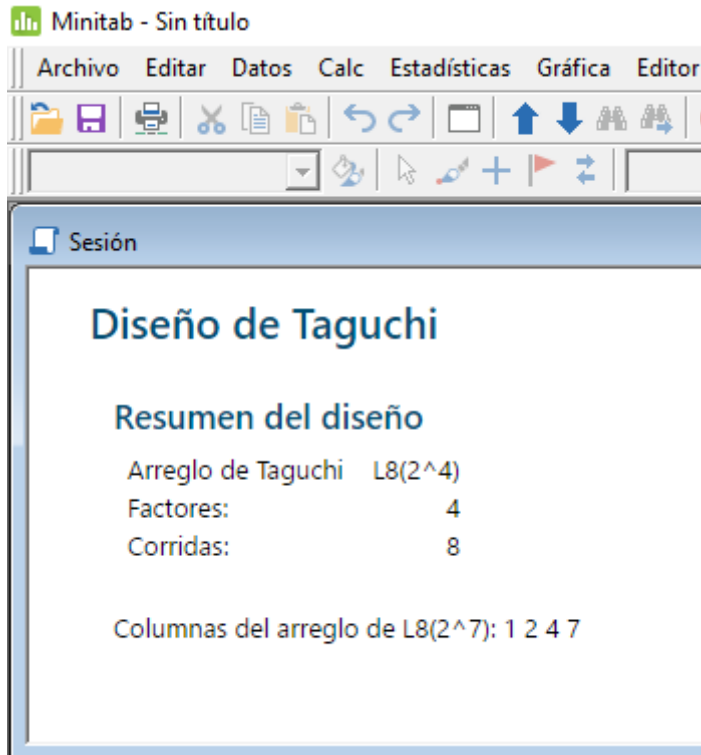 Minitab - Sin título
Archivo Editar Datos Calc Estadísticas Gráfica Editor
Sesión
Diseño de Taguchi
Resumen del diseño
Arreglo de Taguchi L8(2^4)
Factores: 4
Corridas: 8
Columnas del arreglo de L8(2^7): 1 2 4 7